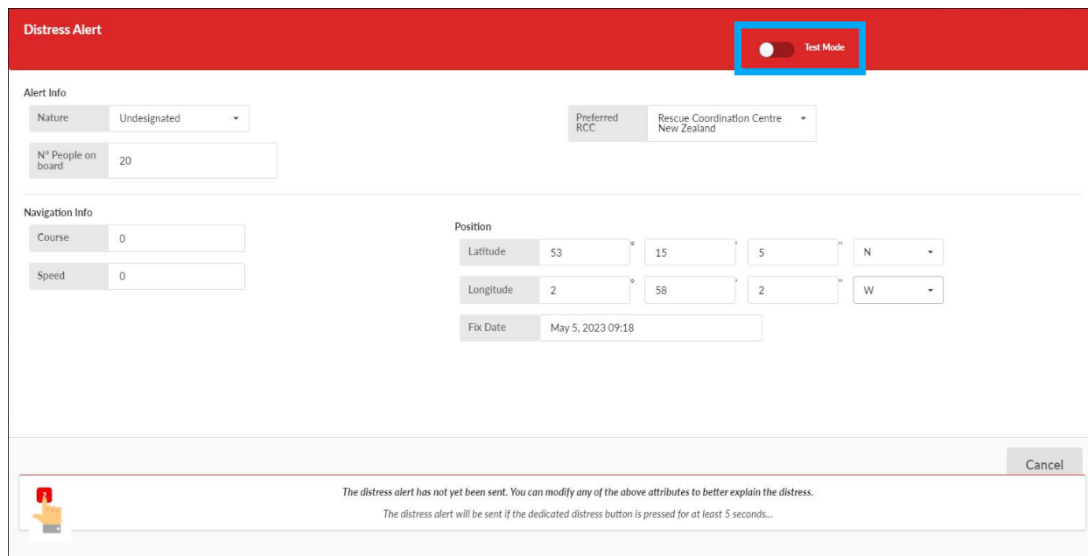 Distress Alert
Test Mode
Alert Info
Nature Undesignated
Preferred RCC Rescue Coordination Centre New Zealand
N° People on board 20
Navigation Info
Course 0
Speed 0
Position
Latitude 53 ° 15 ' 5 " N
Longitude 2 ° 58 ' 2 " W
Fix Date May 5, 2023 09:18
Cancel
The distress alert has not yet been sent. You can modify any of the above attributes to better explain the distress.
The distress alert will be sent if the dedicated distress button is pressed for at least 5 seconds...